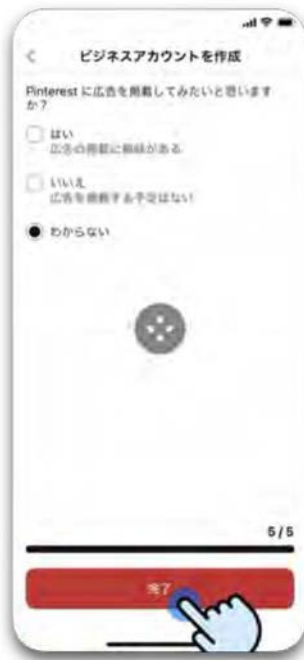 ビジネスアカウントを作成
Pinterest に広告を掲載してみたいと思います
か?
はい
広告の掲載に興味がある
いいえ
広告を掲載する予定はない
わからない
5/5
完了